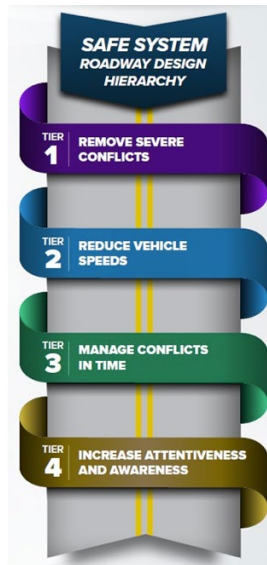 SAFE SYSTEM
ROADWAY DESIGN
HIERARCHY
TIER
1
REMOVE SEVERE
CONFLICTS
TIER
2
REDUCE VEHICLE
SPEEDS
TIER
3
MANAGE CONFLICTS
IN TIME
TIER
4
INCREASE ATTENTIVENESS
AND AWARENESS